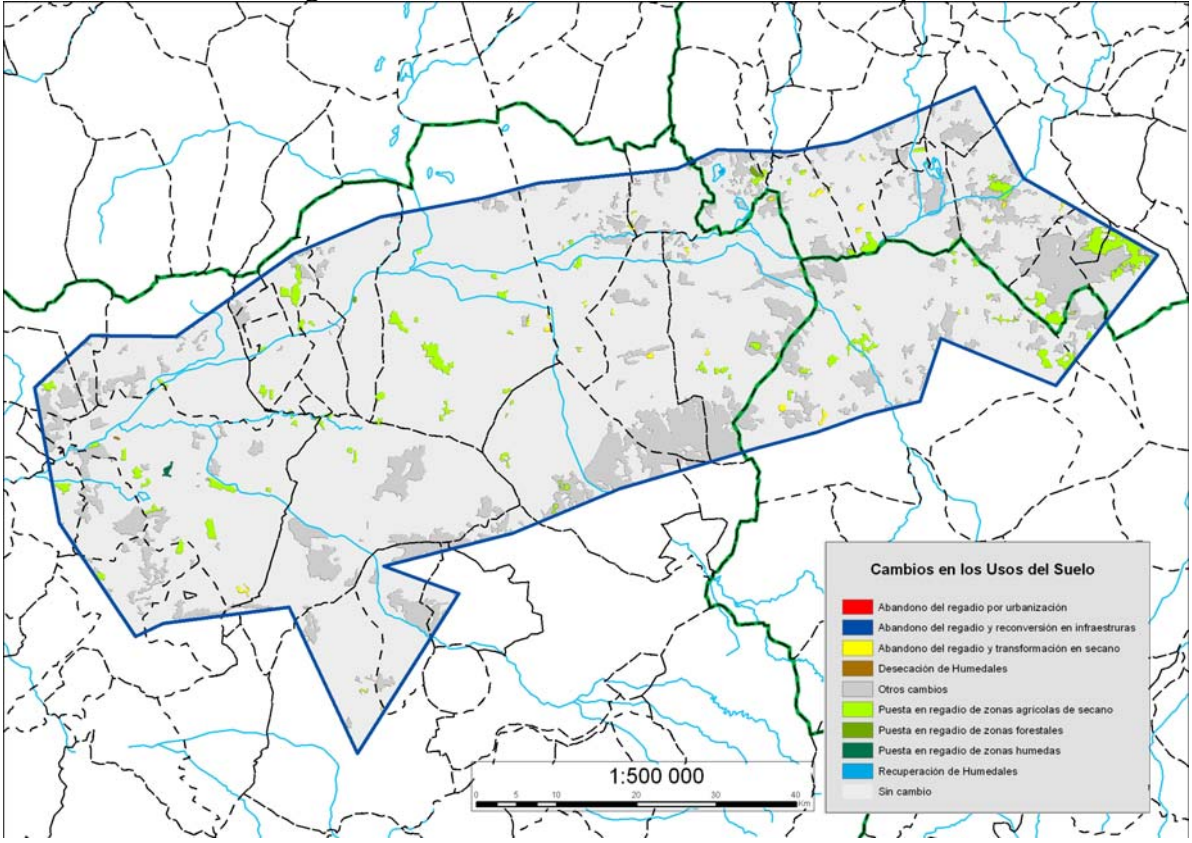 Cambios en los Usos del Suelo
Abandono del regadio por urbanización
Abandono del regadio y reconversión en infraestruras
Abandono del regadio y transformación en secano
Desecación de Humedales
Otros cambios
Puesta en regadio de zonas agricolas de secano
Puesta en regadio de zonas forestales
Puesta en regadio de zonas humedas
Recuperación de Humedales
Sin cambio
1:500 000
0 5 10 20 30 40
Km